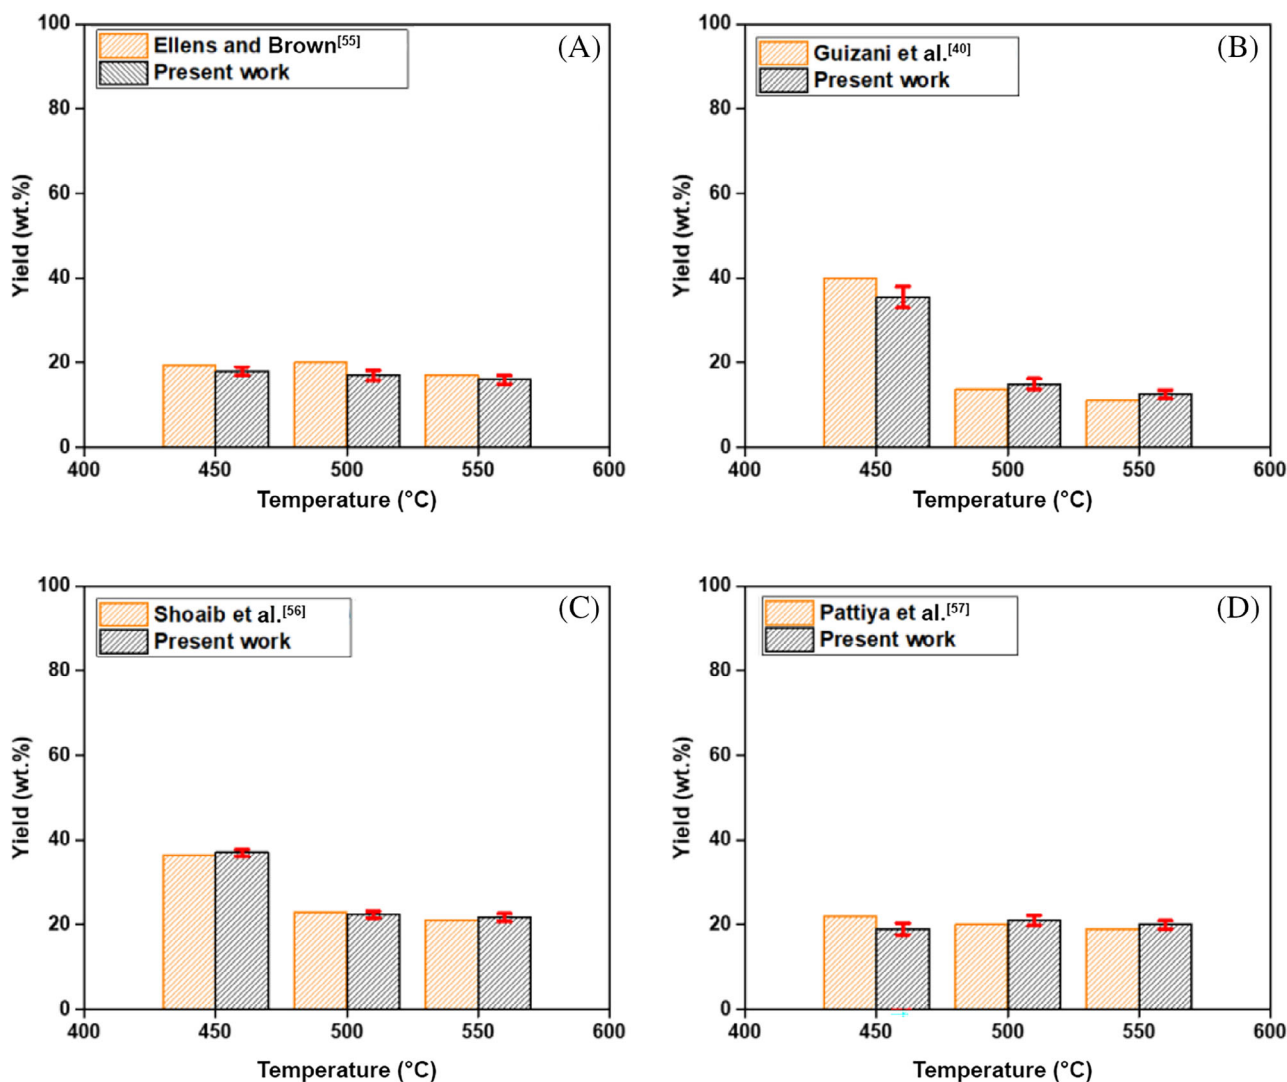 Ellens and Brown[55]
Present work
(A)
100
80
60
40
20
0
Yield (wt.%)
400 450 500 550 600
Temperature (°C)
Guizani et al.[40]
Present work
(B)
100
80
60
40
20
0
Yield (wt.%)
400 450 500 550 600
Temperature (°C)
Shoaib et al.[56]
Present work
(C)
100
80
60
40
20
0
Yield (wt.%)
400 450 500 550 600
Temperature (°C)
Pattiya et al.[57]
Present work
(D)
100
80
60
40
20
0
Yield (wt.%)
400 450 500 550 600
Temperature (°C)